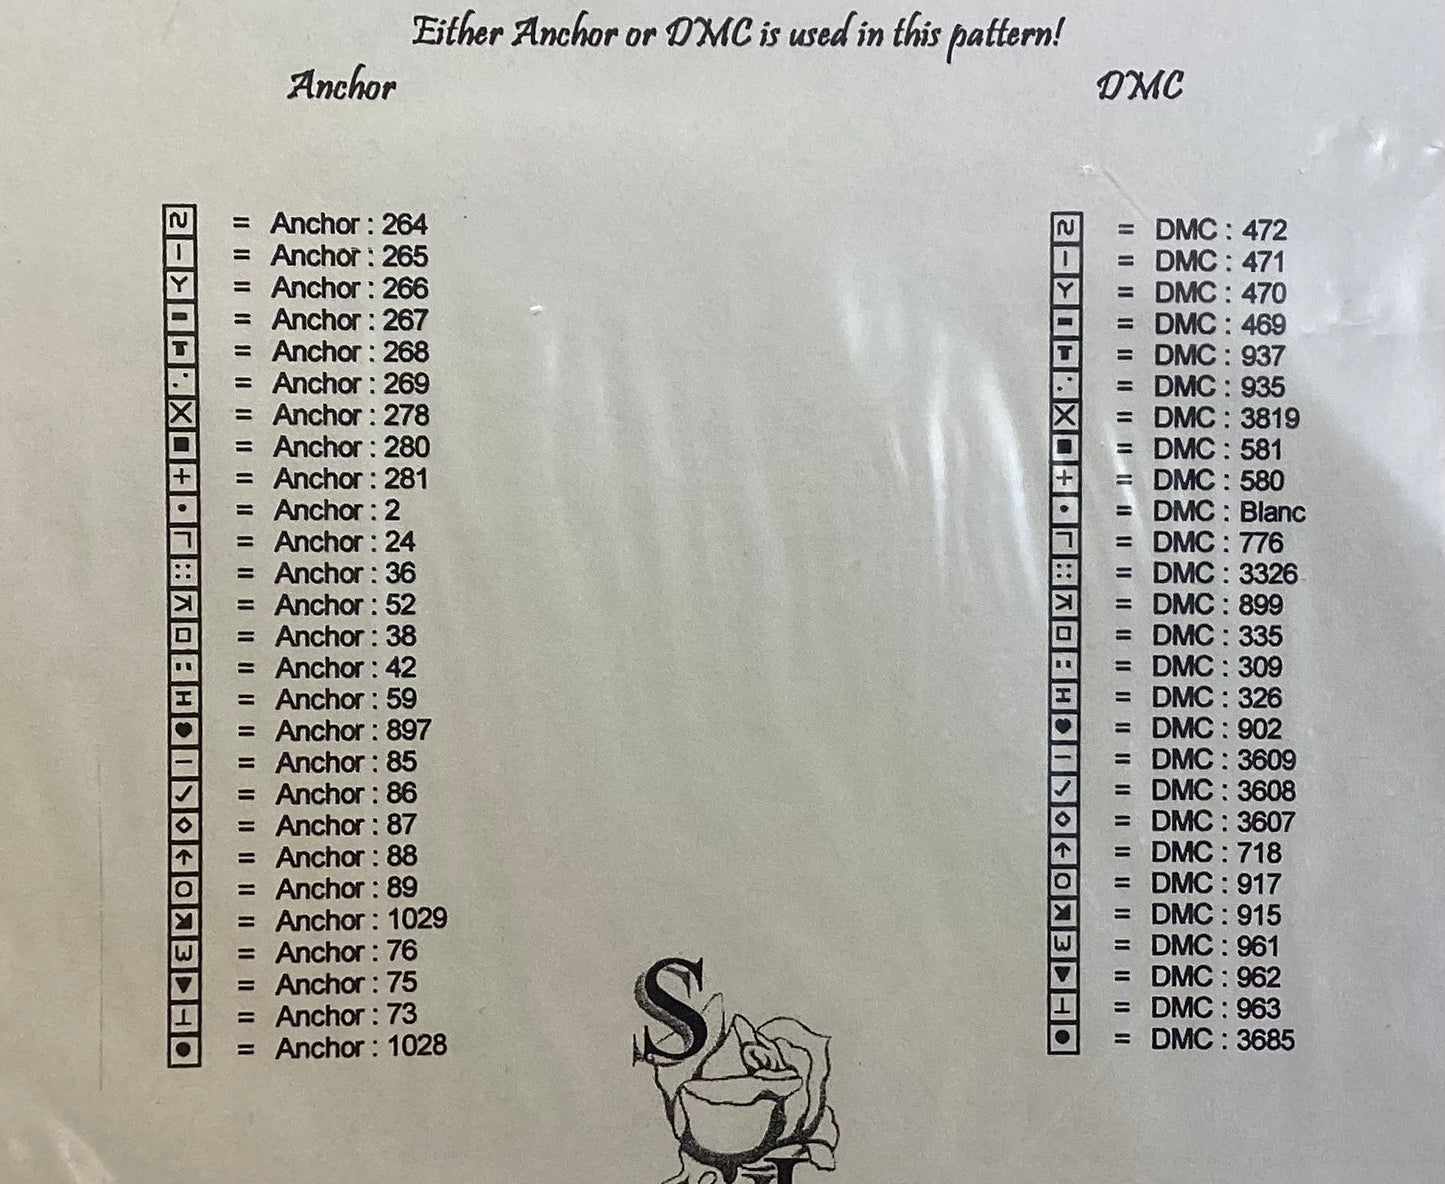 Either Anchor or DMC is used in this pattern!
Anchor DMC
= Anchor : 264 = DMC : 472
= Anchor : 265 = DMC : 471
= Anchor : 266 = DMC : 470
= Anchor : 267 = DMC : 469
= Anchor : 268 = DMC : 937
= Anchor : 269 = DMC : 935
= Anchor : 278 = DMC : 3819
= Anchor : 280 = DMC : 581
= Anchor : 281 = DMC : 580
= Anchor : 2 = DMC : Blanc
= Anchor : 24 = DMC : 776
= Anchor : 36 = DMC : 3326
= Anchor : 52 = DMC : 899
= Anchor : 38 = DMC : 335
= Anchor : 42 = DMC : 309
= Anchor : 59 = DMC : 326
= Anchor : 897 = DMC : 902
= Anchor : 85 = DMC : 3609
= Anchor : 86 = DMC : 3608
= Anchor : 87 = DMC : 3607
= Anchor : 88 = DMC : 718
= Anchor : 89 = DMC : 917
= Anchor : 1029 = DMC : 915
= Anchor : 76 = DMC : 961
= Anchor : 75 = DMC : 962
= Anchor : 73 = DMC : 963
= Anchor : 1028 = DMC : 3685
S